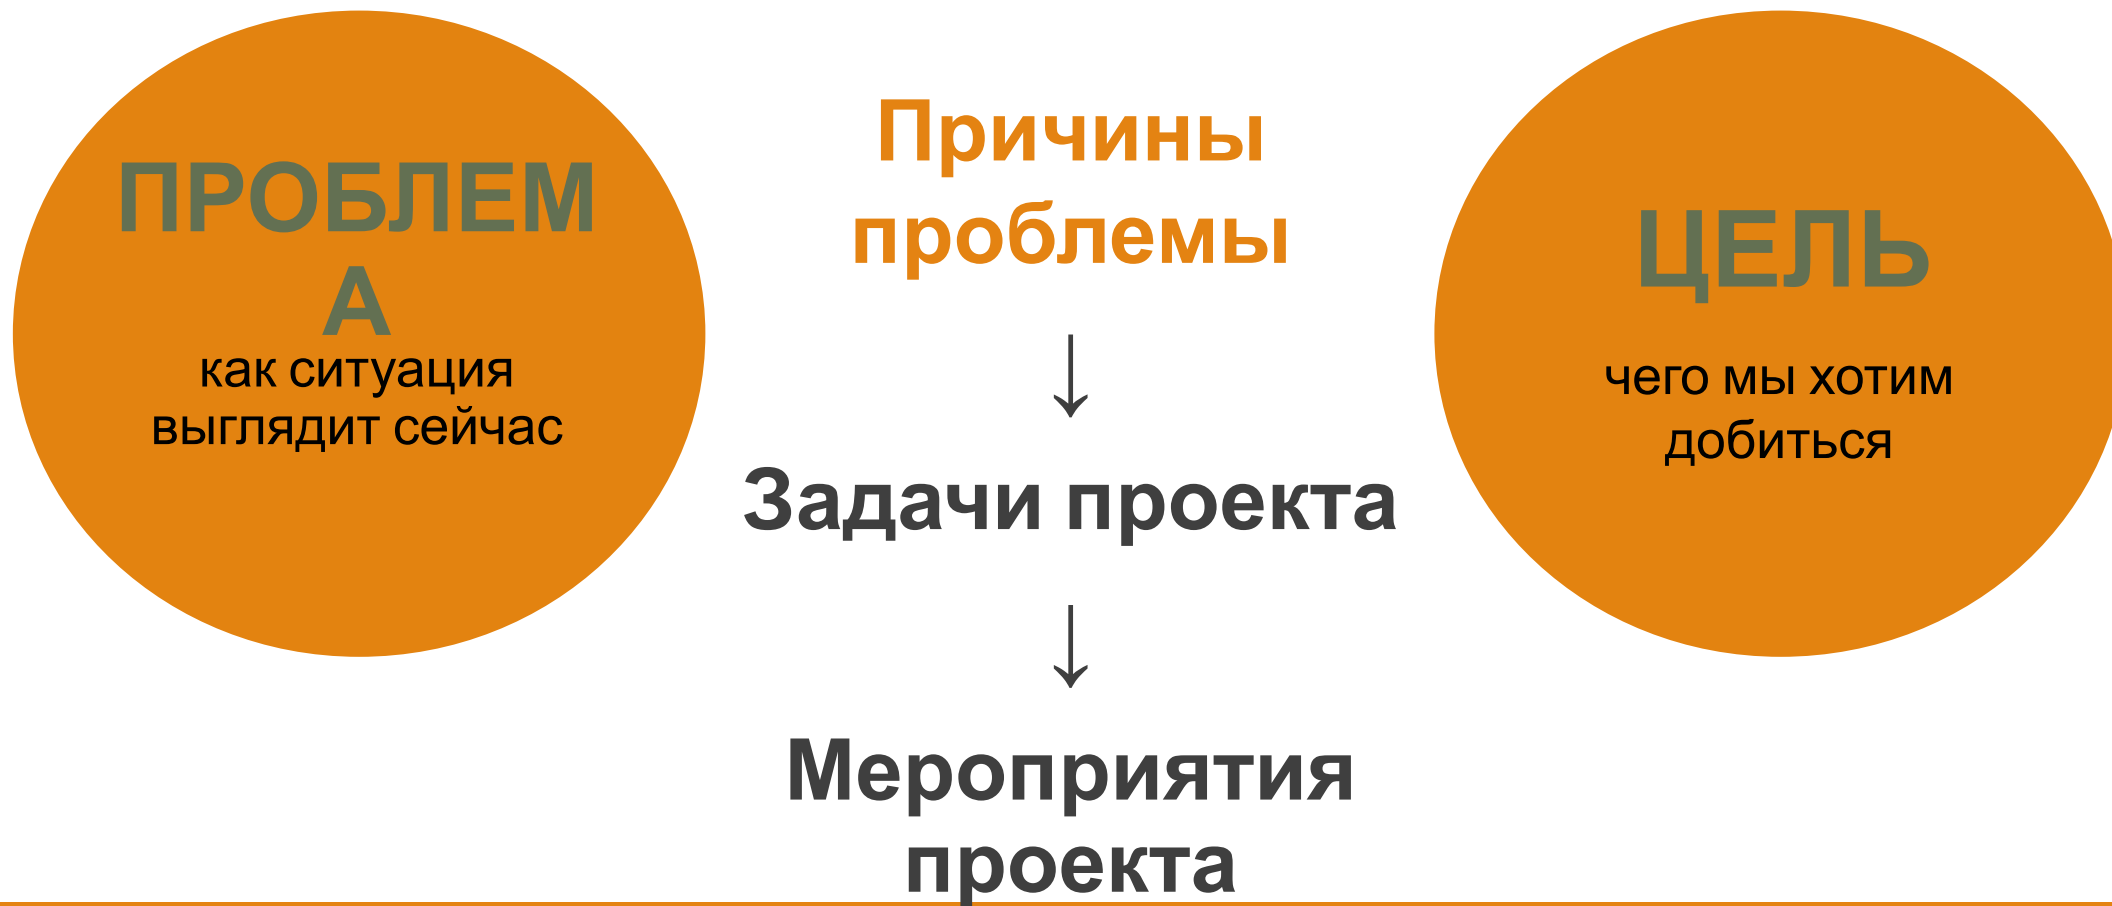 ПРОБЛЕМ
А
как ситуация
выглядит сейчас
Причины
проблемы
↓
Задачи проекта
↓
Мероприятия
проекта
ЦЕЛЬ
чего мы хотим
добиться